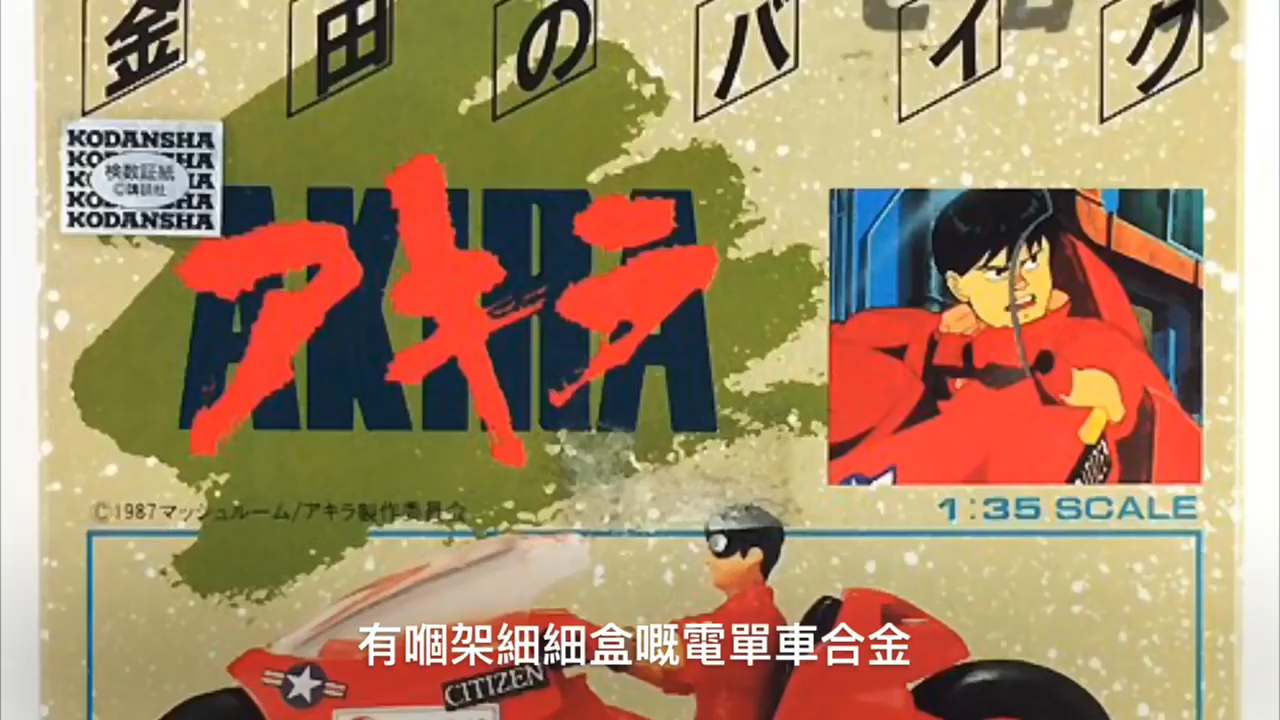 金田のバイク
KODANSHA
KODANSHA
検数証紙
©講談社
KODANSHA
AKIRA
アキラ
©1987マッシュルーム/アキラ製作委員会
1:35 SCALE
CITIZEN
有嗰架細細盒嘅電單車合金